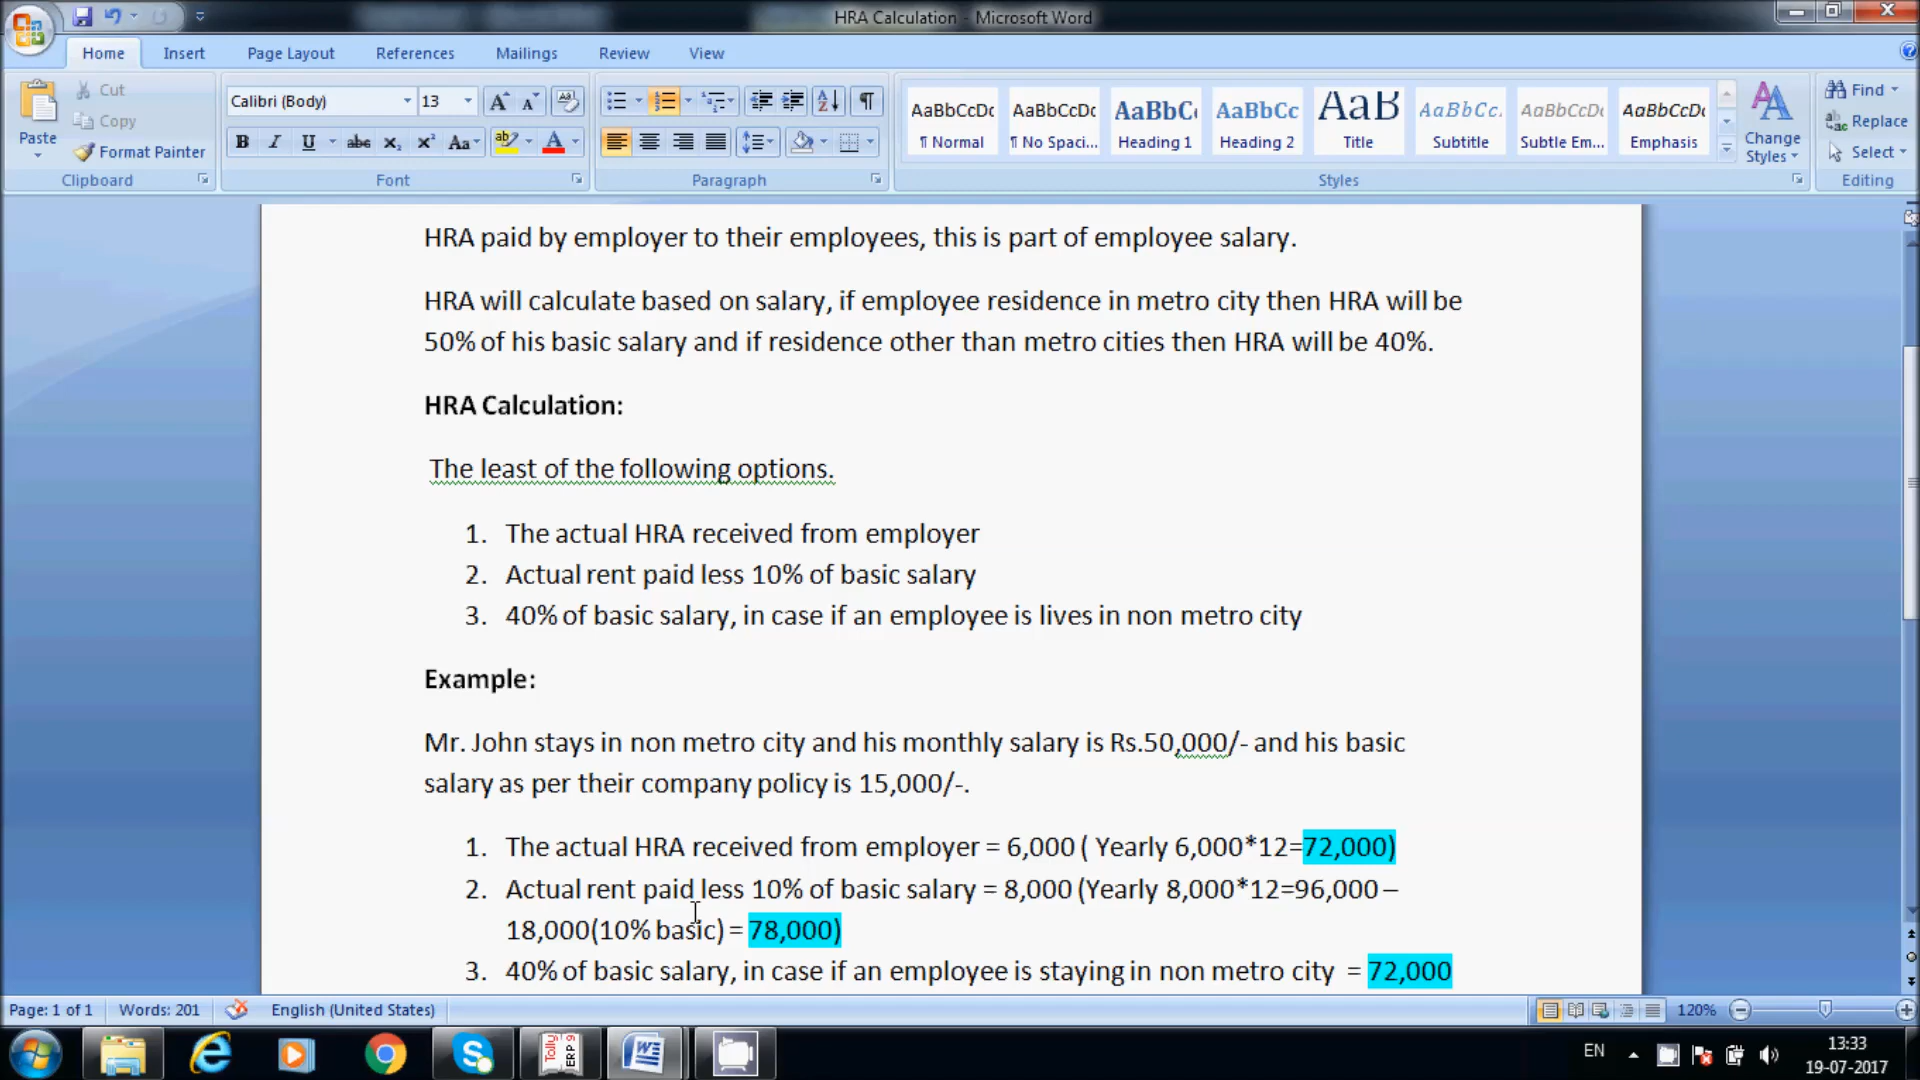 HRA Calculation - Microsoft Word
Home Insert Page Layout References Mailings Review View
Paste
Cut
Copy
Format Painter
Clipboard
Calibri (Body) 13
B I U abc x₂ x² Aa
Font
Paragraph
AaBbCcDc AaBbCcDc AaBbC AaBbCc AaB AaBbCc. AaBbCcDc AaBbCcDc
¶ Normal ¶ No Spaci... Heading 1 Heading 2 Title Subtitle Subtle Em... Emphasis
Change Styles
Styles
Find
Replace
Select
Editing
HRA paid by employer to their employees, this is part of employee salary.
HRA will calculate based on salary, if employee residence in metro city then HRA will be
50% of his basic salary and if residence other than metro cities then HRA will be 40%.
HRA Calculation:
The least of the following options.
1. The actual HRA received from employer
2. Actual rent paid less 10% of basic salary
3. 40% of basic salary, in case if an employee is lives in non metro city
Example:
Mr. John stays in non metro city and his monthly salary is Rs.50,000/- and his basic
salary as per their company policy is 15,000/-.
1. The actual HRA received from employer = 6,000 ( Yearly 6,000*12=72,000)
2. Actual rent paid less 10% of basic salary = 8,000 (Yearly 8,000*12=96,000 –
18,000(10% basic) = 78,000)
3. 40% of basic salary, in case if an employee is staying in non metro city = 72,000
Page: 1 of 1 Words: 201 English (United States) 120%
Tally ERP 9
EN
13:33
19-07-2017